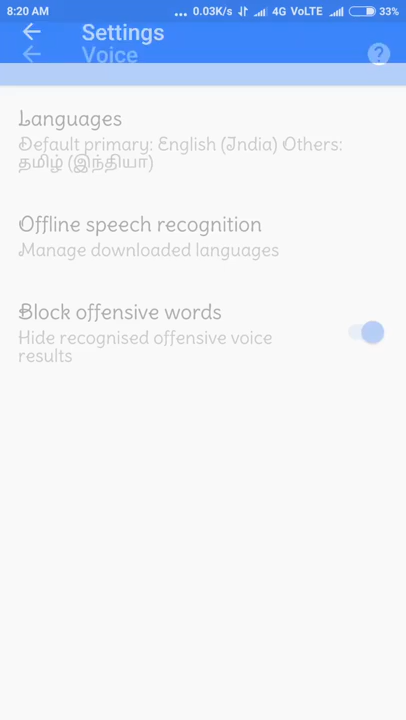 8:20 AM ... 0.03K/s 4G VoLTE 33%
Settings
Voice
?
Languages
Default primary: English (India) Others:
தமிழ் (இந்தியா)
Offline speech recognition
Manage downloaded languages
Block offensive words
Hide recognised offensive voice
results